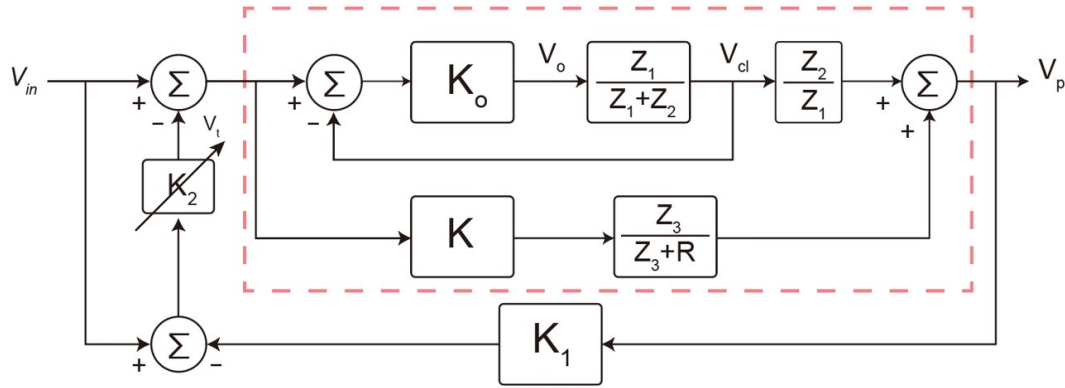 V_in
+
−
Σ
V_t
K_2
+
−
Σ
K_o
V_o
Z_1
Z_1+Z_2
V_cl
Z_2
Z_1
+
+
Σ
V_p
K
Z_3
Z_3+R
+
−
Σ
K_1